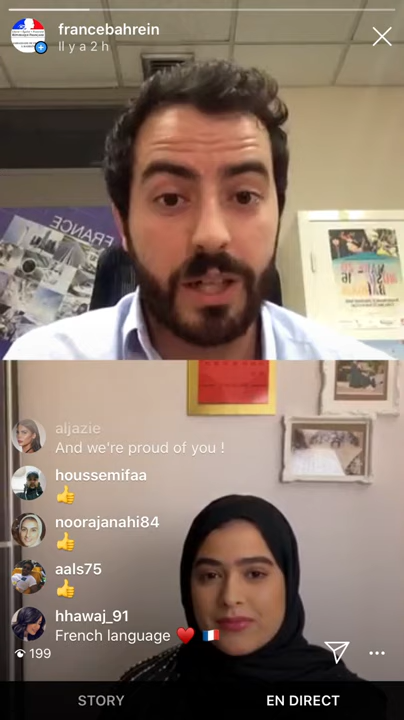 francebahrein
Il y a 2 h
FRANCE
aljazie
And we're proud of you !
houssemifaa
noorajanahi84
aals75
hhawaj_91
French language ❤️ 🇫🇷
199
STORY
EN DIRECT